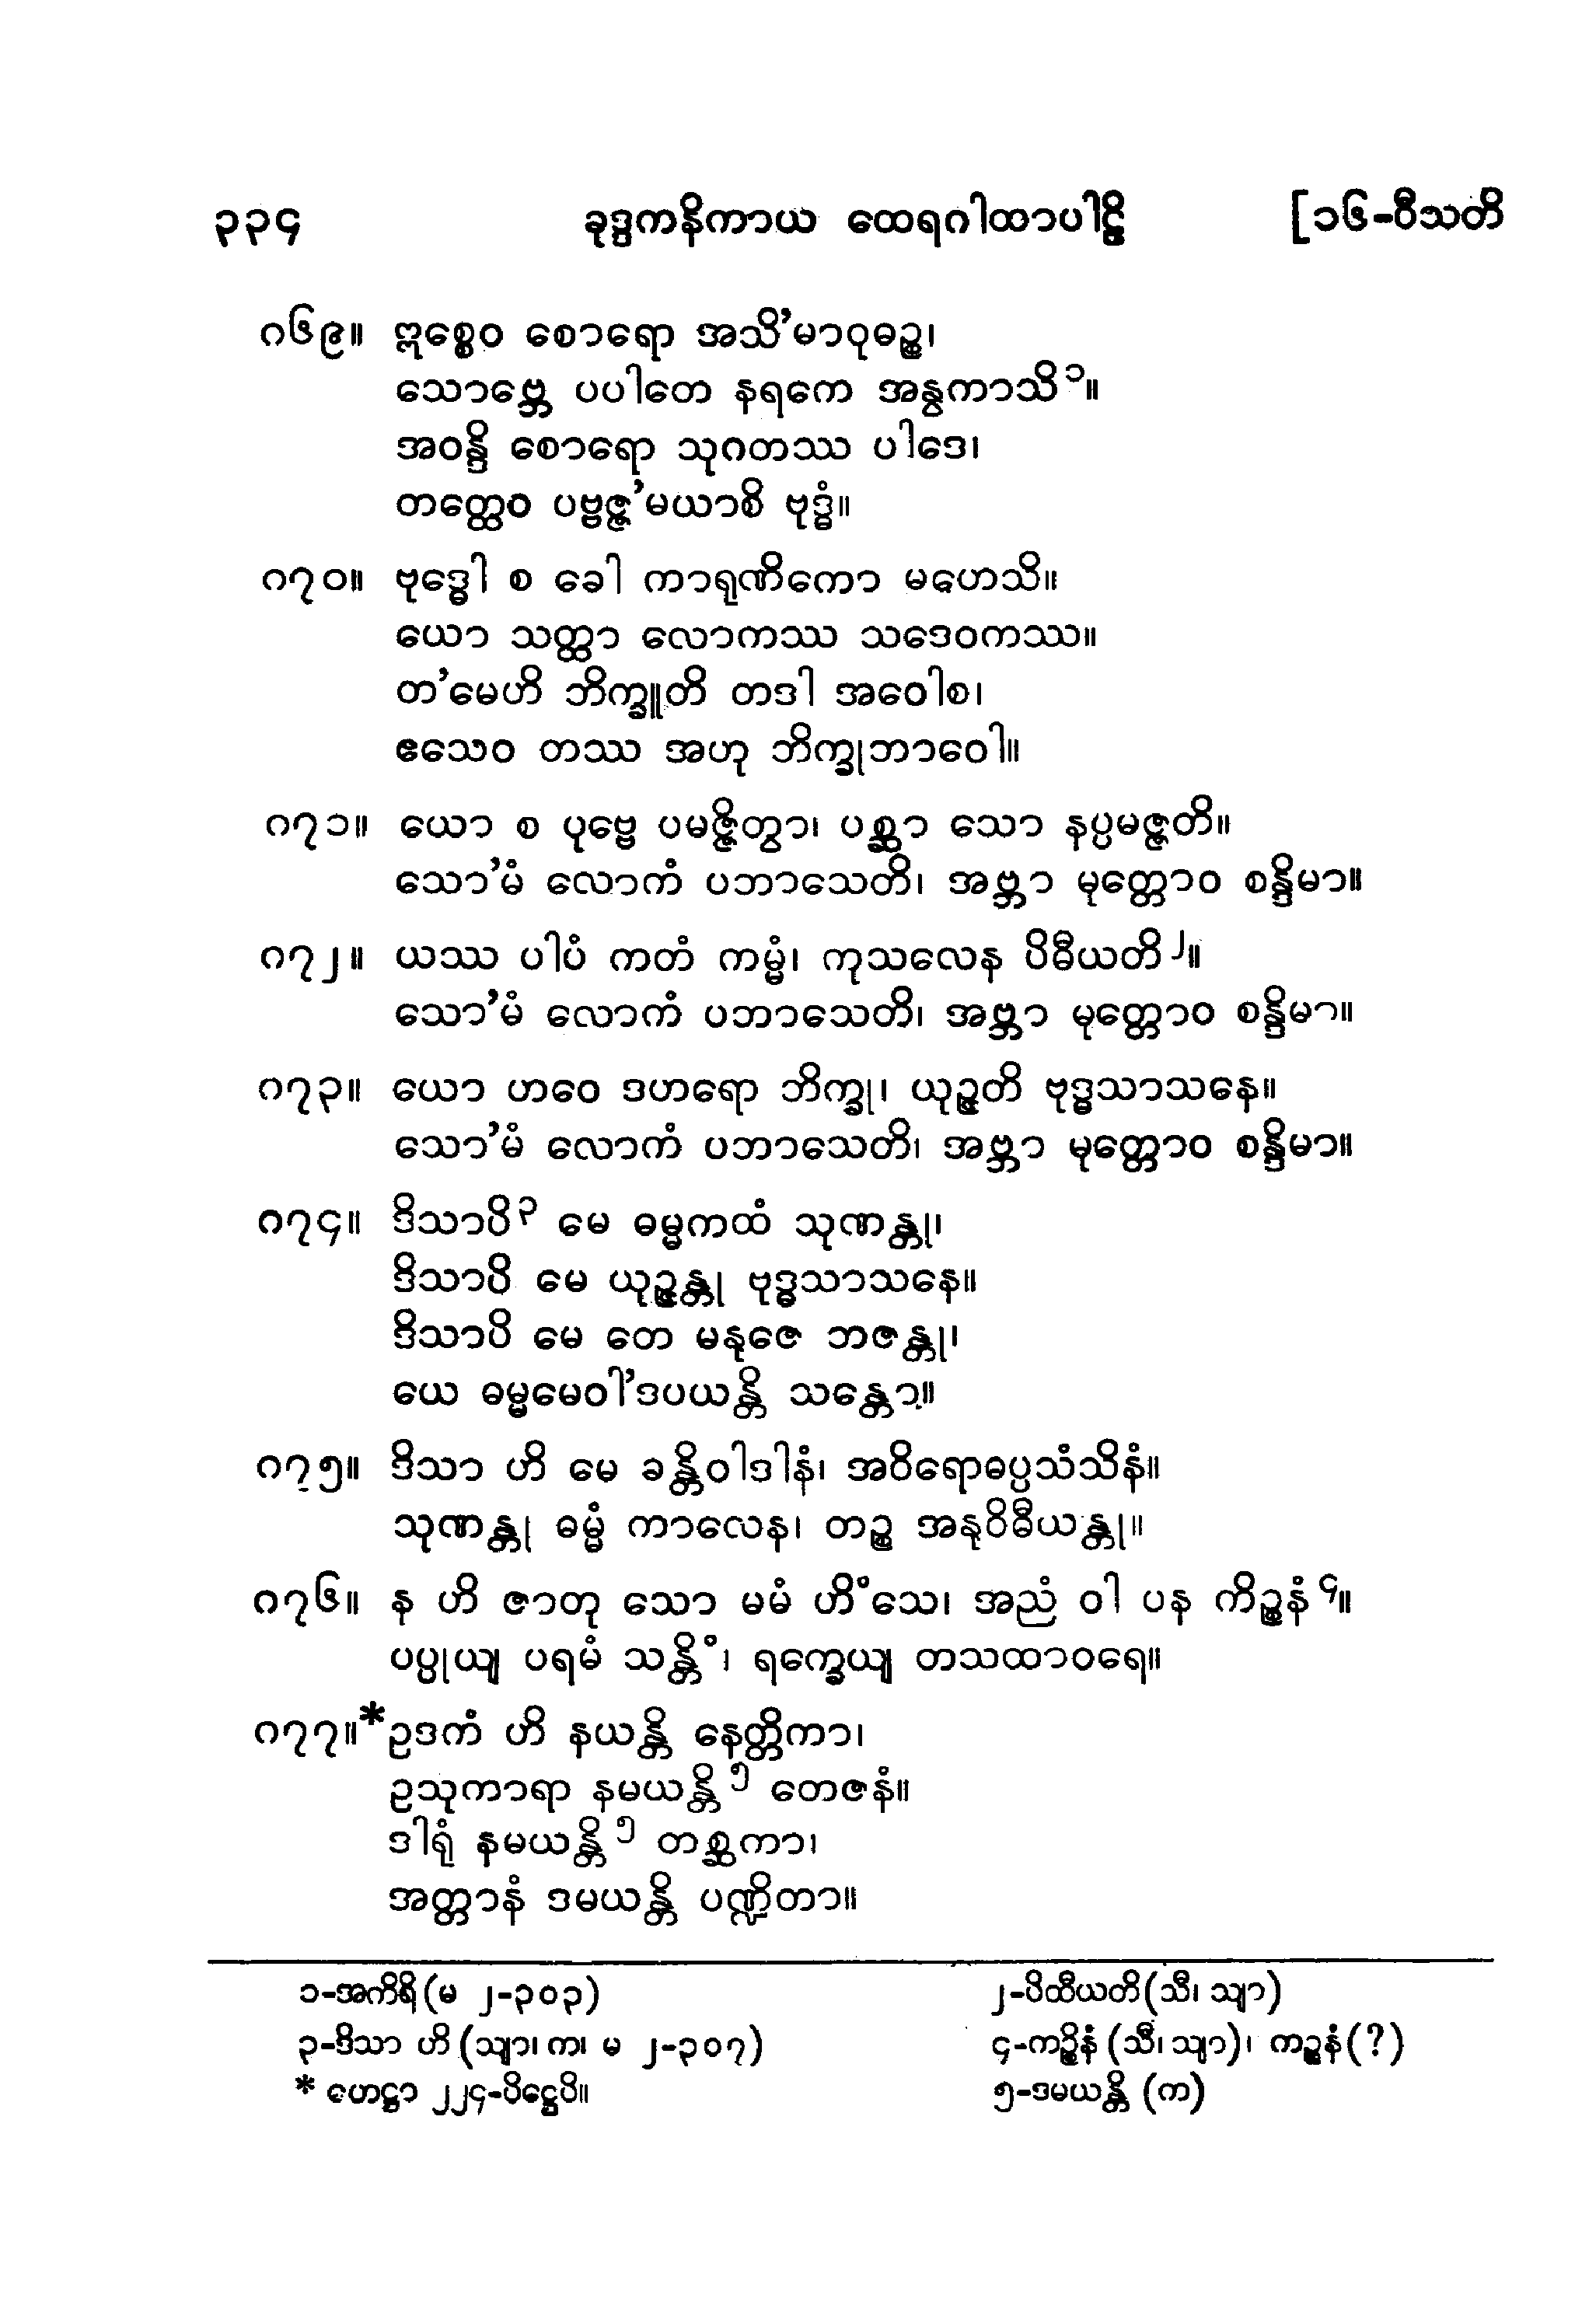 ၃၃၄ ခုဒ္ဒကနိကာယ ထေရဂါထာပါဠိ [၁၆-ဝီသတိ
ဂ၆၉။ ဣစ္စေဝ စောရော အသိ’မာဝုဓဉ္စ၊
သောဗ္ဘေ ပပါတေ နရကေ အန္ဝကာသိ၁။
အဝန္ဒိ စောရော သုဂတဿ ပါဒေ၊
တတ္ထေဝ ပဗ္ဗဇ္ဇ’မယာစိ ဗုဒ္ဓံ။
ဂ၇၀။ ဗုဒ္ဓေါ စ ခေါ ကာရုဏိကော မဟေသိ။
ယော သတ္ထာ လောကဿ သဒေဝကဿ။
တ’မေဟိ ဘိက္ခူတိ တဒါ အဝေါစ၊
ဧသေဝ တဿ အဟု ဘိက္ခုဘာဝေါ။
ဂ၇၁။ ယော စ ပုဗ္ဗေ ပမဇ္ဇိတွာ၊ ပစ္ဆာ သော နပ္ပမဇ္ဇတိ။
သော’မံ လောကံ ပဘာသေတိ၊ အဗ္ဘာ မုတ္တောဝ စန္ဒိမာ။
ဂ၇၂။ ယဿ ပါပံ ကတံ ကမ္မံ၊ ကုသလေန ပိဓီယတိ၂။
သော’မံ လောကံ ပဘာသေတိ၊ အဗ္ဘာ မုတ္တောဝ စန္ဒိမာ။
ဂ၇၃။ ယော ဟဝေ ဒဟရော ဘိက္ခု၊ ယုဉ္ဇတိ ဗုဒ္ဓသာသနေ။
သော’မံ လောကံ ပဘာသေတိ၊ အဗ္ဘာ မုတ္တောဝ စန္ဒိမာ။
ဂ၇၄။ ဒိသာပိ၃ မေ ဓမ္မကထံ သုဏန္တု၊
ဒိသာပိ မေ ယုဉ္ဇန္တု ဗုဒ္ဓသာသနေ။
ဒိသာပိ မေ တေ မနုဇေ ဘဇန္တု၊
ယေ ဓမ္မမေဝါ’ဒပယန္တိ သန္တော။
ဂ၇၅။ ဒိသာ ဟိ မေ ခန္တိဝါဒါနံ၊ အဝိရောဓပ္ပသံသိနံ။
သုဏန္တု ဓမ္မံ ကာလေန၊ တဉ္စ အနုဝိဓီယန္တု။
ဂ၇၆။ န ဟိ ဇာတု သော မမံ ဟိံသေ၊ အညံ ဝါ ပန ကိဉ္စနံ၄။
ပပ္ပုယျ ပရမံ သန္တိံ၊ ရက္ခေယျ တသထာဝရေ။
ဂ၇၇။*ဥဒကံ ဟိ နယန္တိ နေတ္တိကာ၊
ဥသုကာရာ နမယန္တိ၅ တေဇနံ။
ဒါရုံ နမယန္တိ၅ တစ္ဆကာ၊
အတ္တာနံ ဒမယန္တိ ပဏ္ဍိတာ။
၁-အကိရိ (မ ၂-၃၀၃) ၂-ပိထီယတိ (သီ၊ သျာ)
၃-ဒိသာ ဟိ (သျာ၊ က၊ မ ၂-၃၀၇) ၄-ကဉ္စိနံ (သီ၊ သျာ)၊ ကဉ္စနံ (?)
* ဟေဋ္ဌာ ၂၂၄-ပိဋ္ဌေပိ။ ၅-ဒမယန္တိ (က)